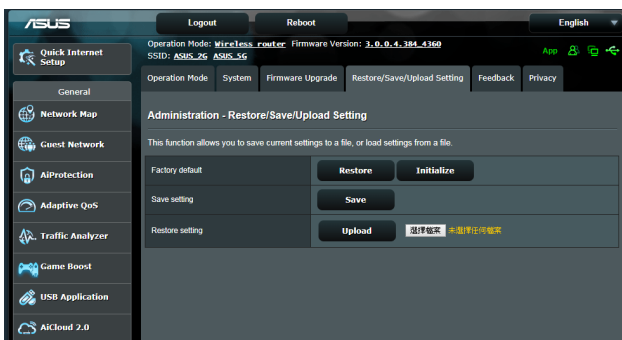 ASUS
Logout
Reboot
English
Quick Internet Setup
Operation Mode: Wireless router Firmware Version: 3.0.0.4.384_4360
SSID: ASUS_2G ASUS_5G
App
Operation Mode
System
Firmware Upgrade
Restore/Save/Upload Setting
Feedback
Privacy
General
Network Map
Guest Network
AiProtection
Adaptive QoS
Traffic Analyzer
Game Boost
USB Application
AiCloud 2.0
Administration - Restore/Save/Upload Setting
This function allows you to save current settings to a file, or load settings from a file.
Factory default
Restore
Initialize
Save setting
Save
Restore setting
Upload
選擇檔案 未選擇任何檔案